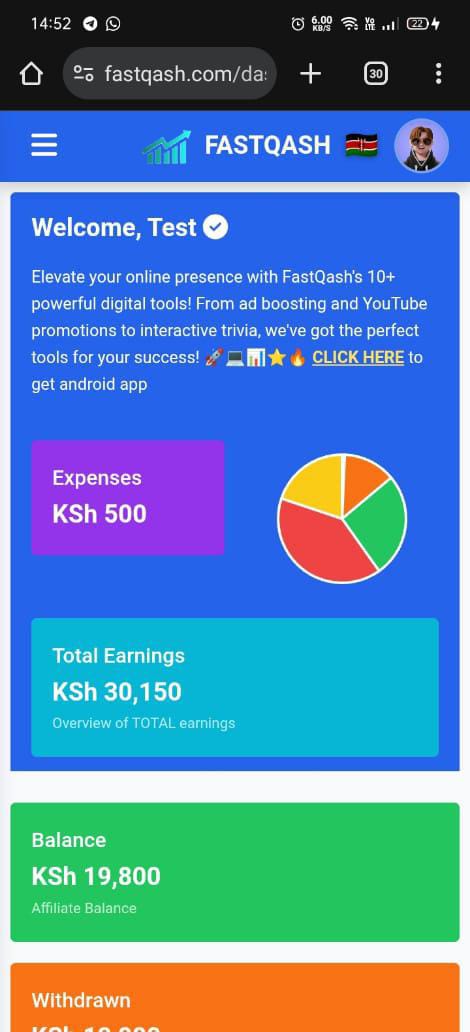 14:52
6.00
KB/S
Vo
LTE
22
fastqash.com/da
30
FASTQASH
Welcome, Test
Elevate your online presence with FastQash's 10+
powerful digital tools! From ad boosting and YouTube
promotions to interactive trivia, we've got the perfect
tools for your success! 🚀💻📊⭐🔥 CLICK HERE to
get android app
Expenses
KSh 500
Total Earnings
KSh 30,150
Overview of TOTAL earnings
Balance
KSh 19,800
Affiliate Balance
Withdrawn